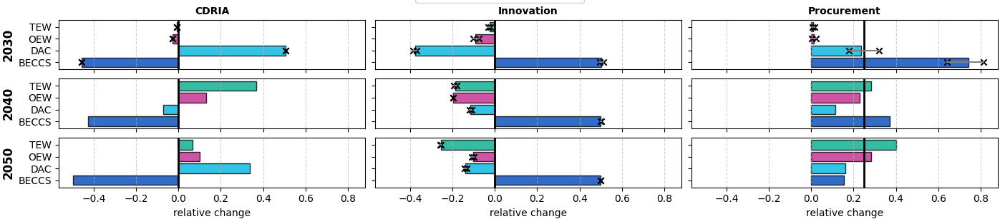 CDRIA Innovation Procurement
2030
TEW
OEW
DAC
BECCS
2040
TEW
OEW
DAC
BECCS
2050
TEW
OEW
DAC
BECCS
−0.4 −0.2 0.0 0.2 0.4 0.6 0.8 −0.4 −0.2 0.0 0.2 0.4 0.6 0.8 −0.4 −0.2 0.0 0.2 0.4 0.6 0.8
relative change relative change relative change